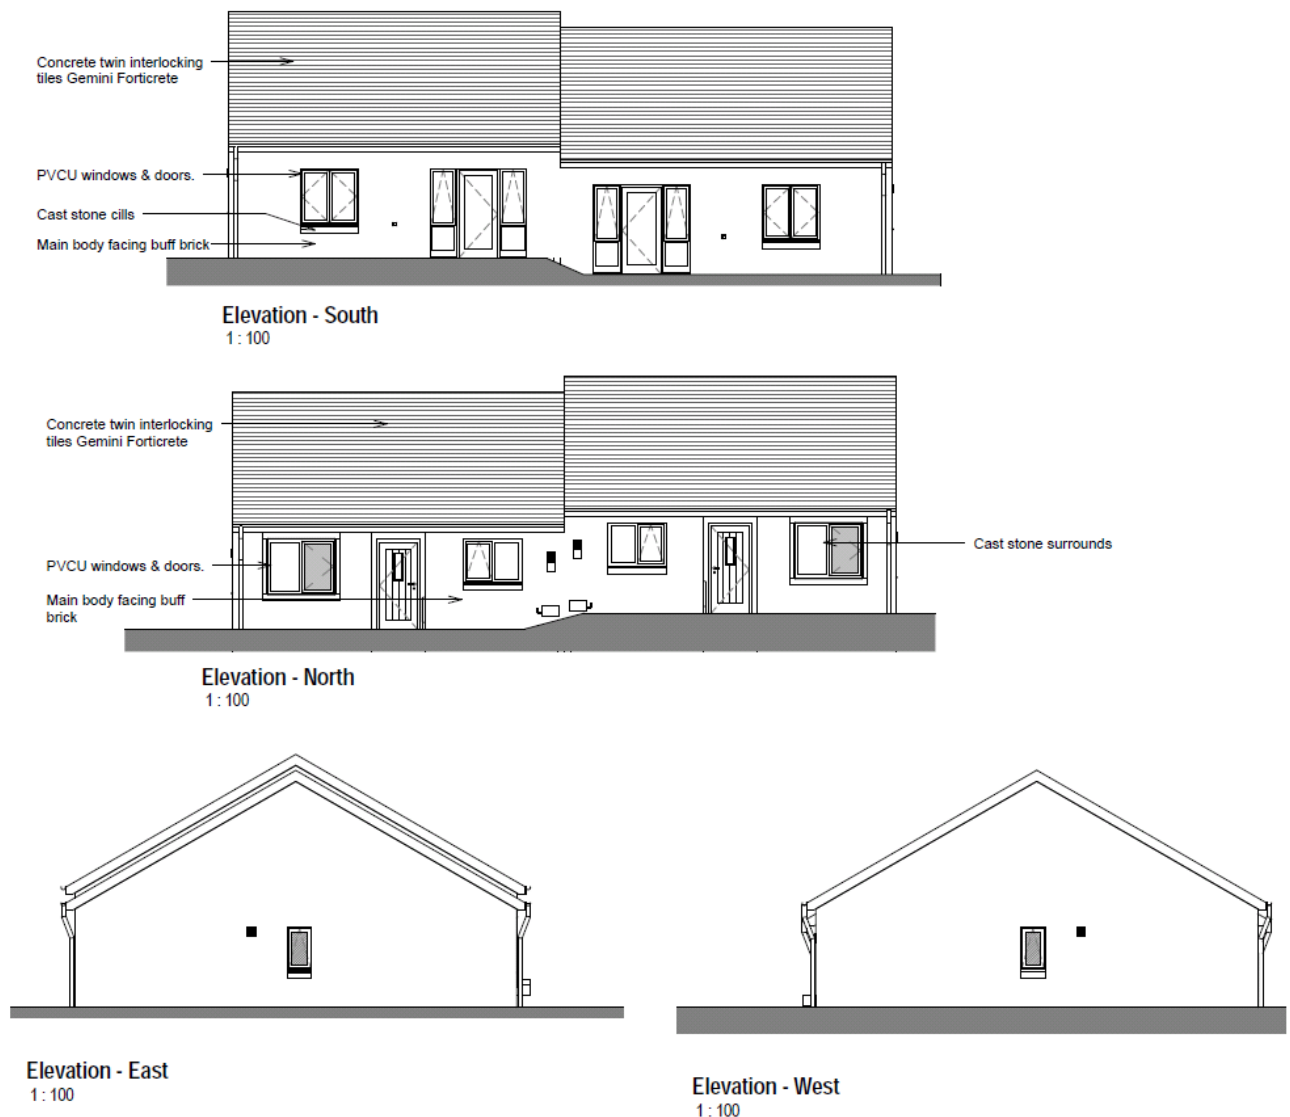 Concrete twin interlocking
tiles Gemini Forticrete
PVCU windows & doors.
Cast stone cills
Main body facing buff brick
Elevation - South
1 : 100
Concrete twin interlocking
tiles Gemini Forticrete
PVCU windows & doors.
Main body facing buff
brick
Cast stone surrounds
Elevation - North
1 : 100
Elevation - East
1 : 100
Elevation - West
1 : 100